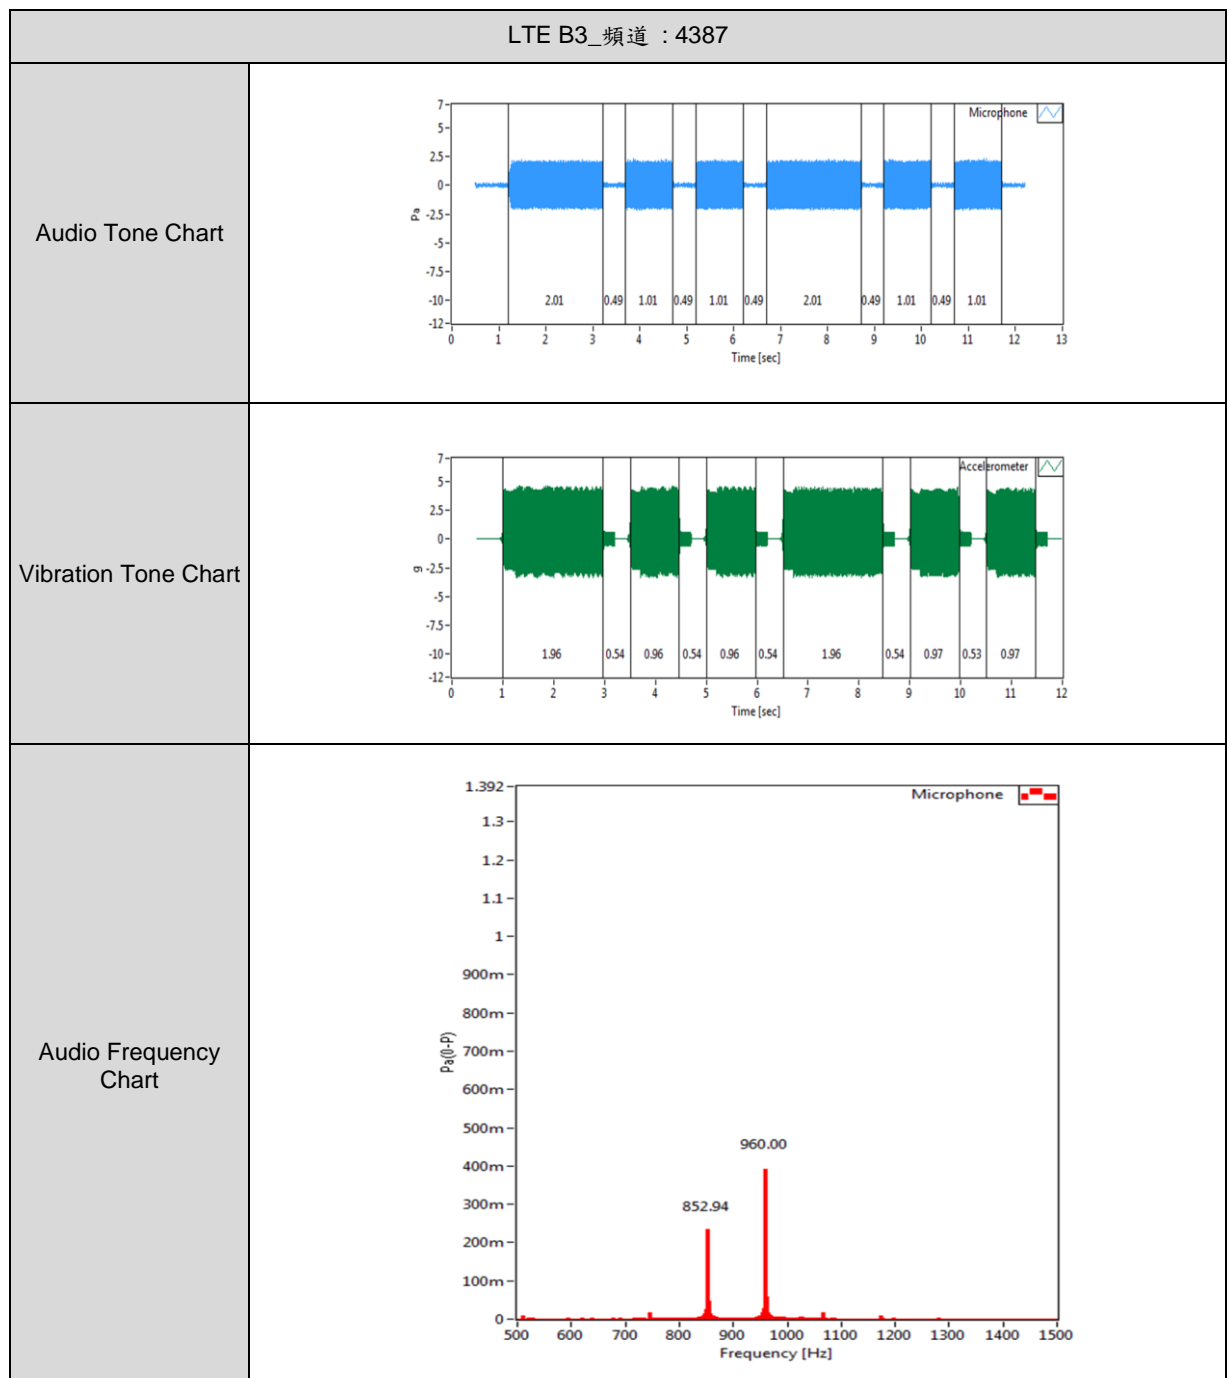 LTE B3_頻道 : 4387
Audio Tone Chart
Microphone
7
5
2.5
0
-2.5
-5
-7.5
-10
-12
Pa
2.01 0.49 1.01 0.49 1.01 0.49 2.01 0.49 1.01 0.49 1.01
0 1 2 3 4 5 6 7 8 9 10 11 12 13
Time [sec]
Vibration Tone Chart
Accelerometer
7
5
2.5
0
-2.5
-5
-7.5
-10
-12
g
1.96 0.54 0.96 0.54 0.96 0.54 1.96 0.54 0.97 0.53 0.97
0 1 2 3 4 5 6 7 8 9 10 11 12
Time [sec]
Audio Frequency
Chart
Microphone
1.392
1.3
1.2
1.1
1
900m
800m
700m
600m
500m
400m
300m
200m
100m
0
Pa(0-P)
960.00
852.94
500 600 700 800 900 1000 1100 1200 1300 1400 1500
Frequency [Hz]